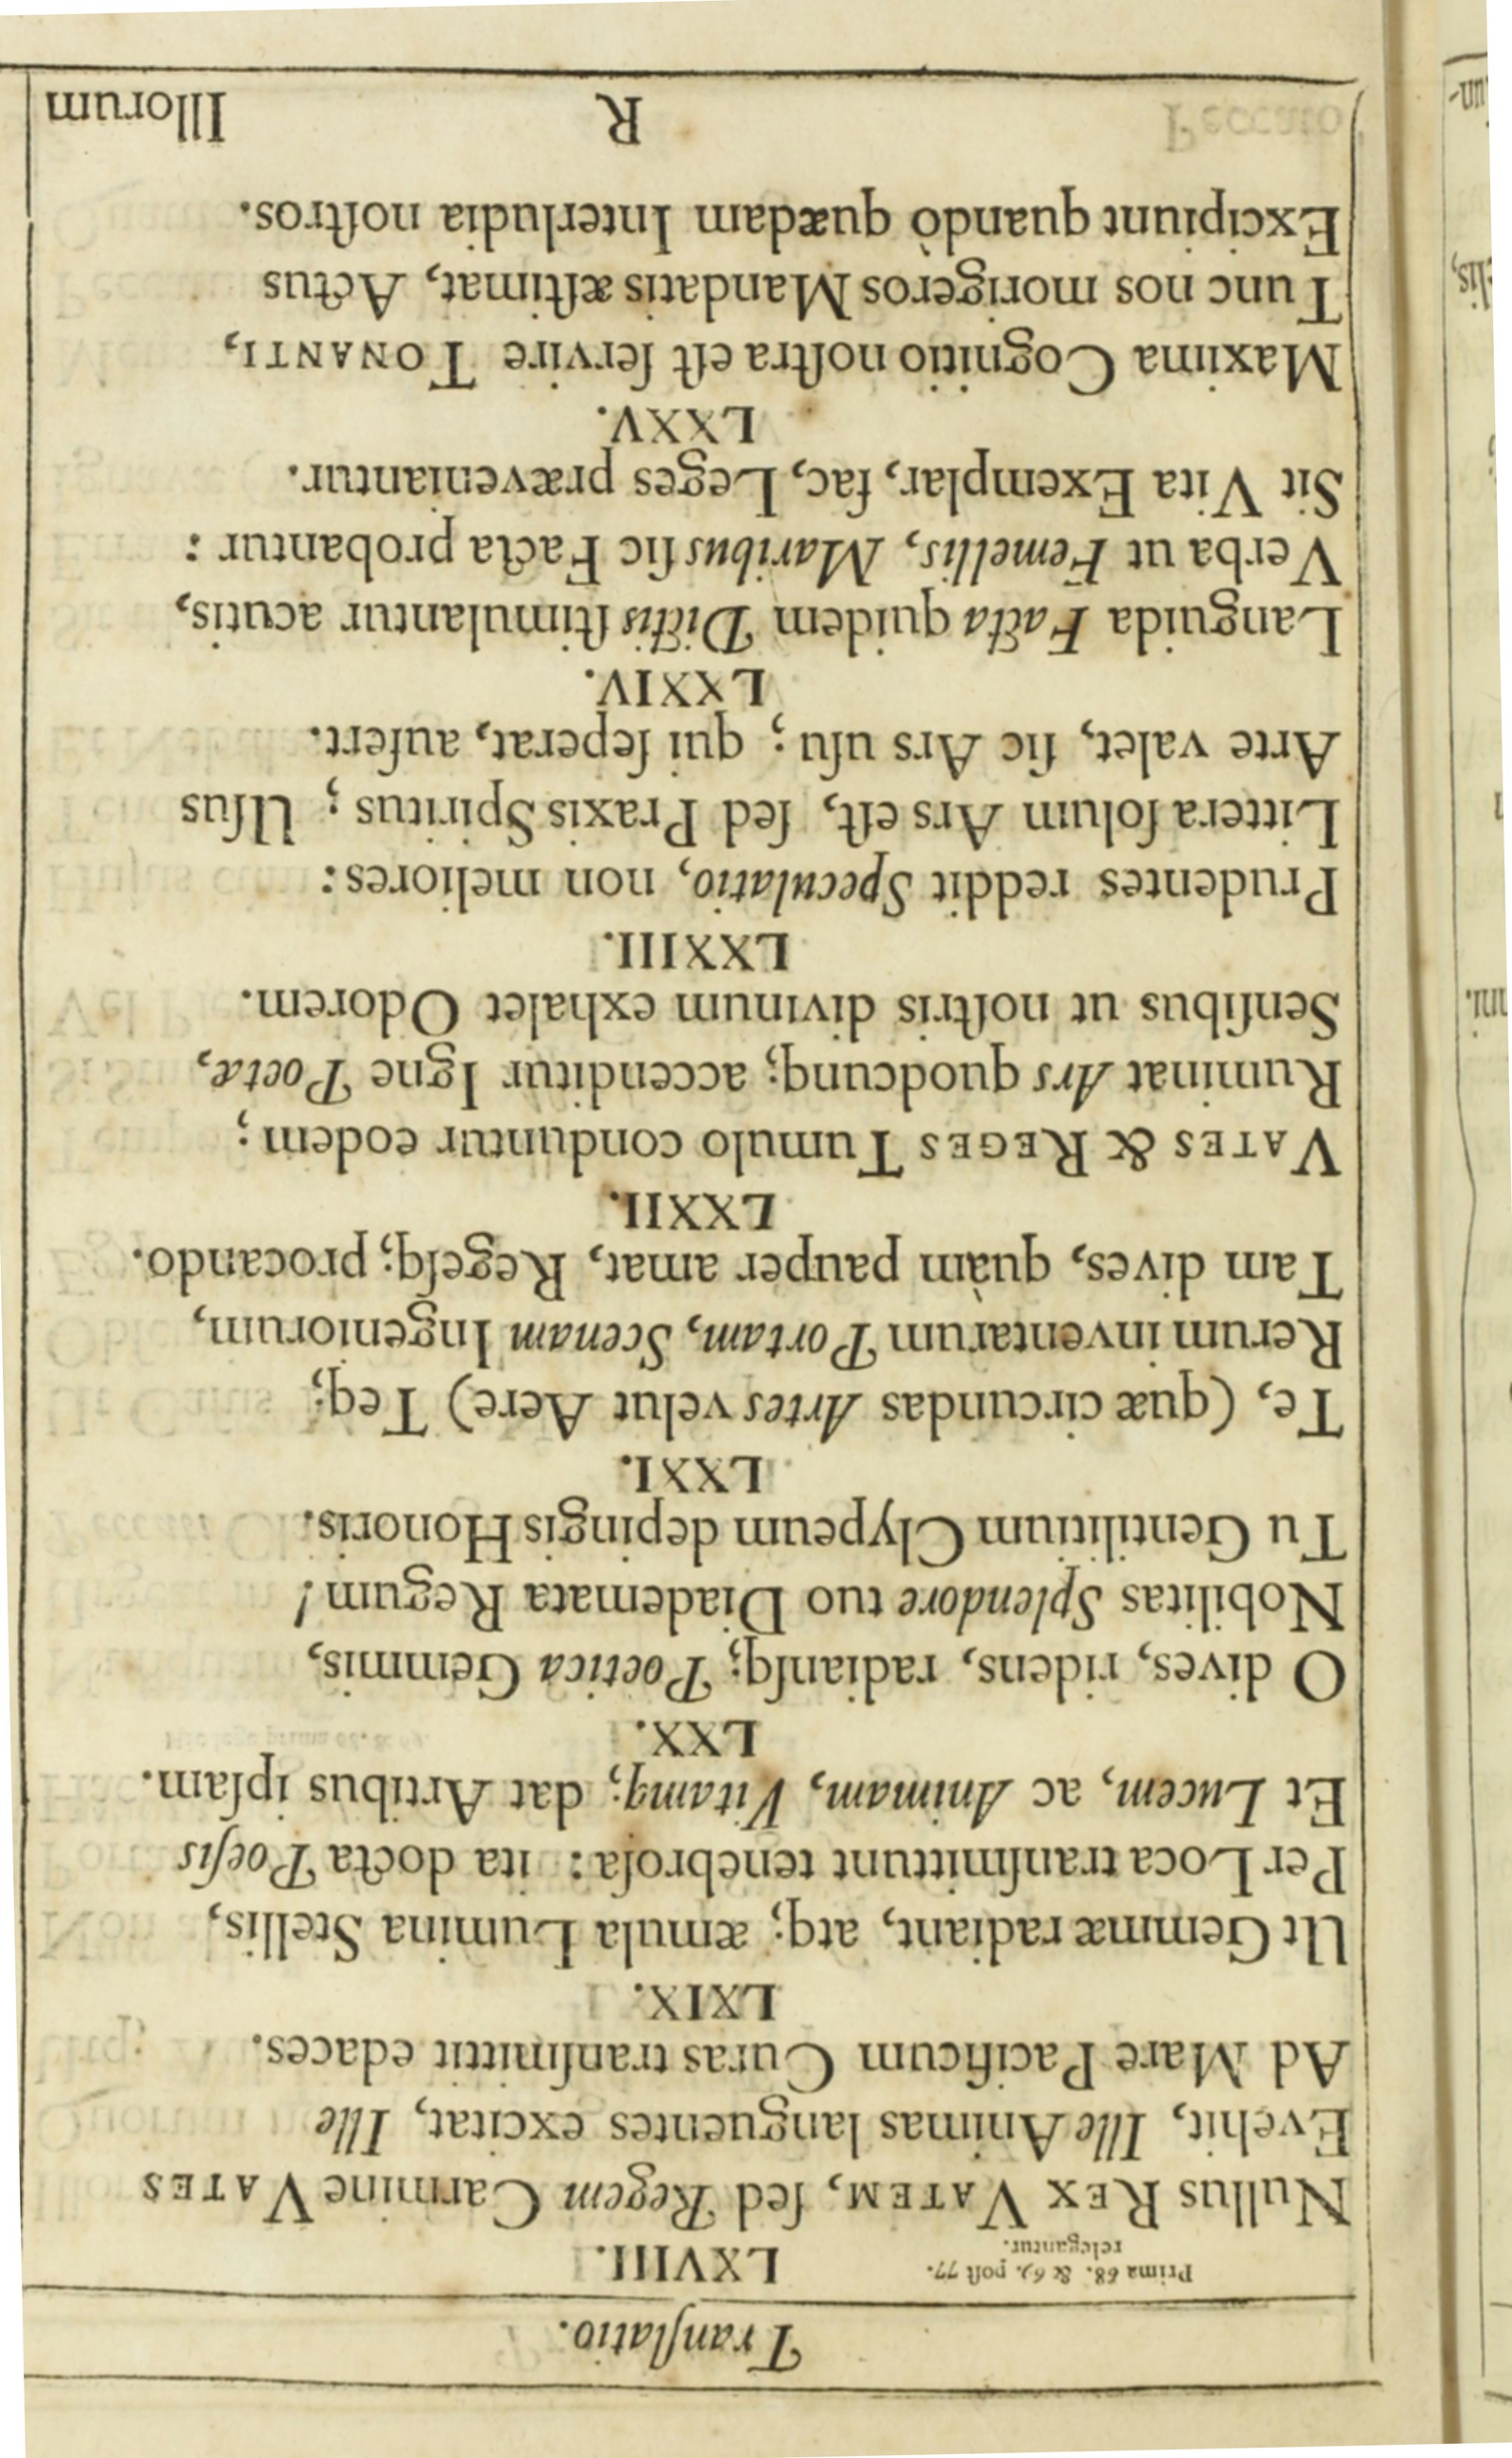 Tranſlatio.
Prima 68. & 69. poſt 77.
relegantur.
LXVIII.
Nullus REX VATEM, ſed Regem Carmine VATES
Evehit, Ille Animas languentes excitat, Ille
Ad Mare Pacificum Curas tranſmittit edaces.
LXIX.
Ut Gemmæ radiant, atq; æmula Lumina Stellis,
Per Loca tranſmittunt tenebroſa: ita docta Poeſis
Et Lucem, ac Animam, Vitamq; dat Artibus ipſam.
LXX.
O dives, ridens, radianſq; Poetica Gemmis,
Nobilitas Splendore tuo Diademata Regum!
Tu Gentilitium Clypeum depingis Honoris.
LXXI.
Te, (quæ circundas Artes velut Aere) Teq;
Rerum inventarum Portam, Scenam Ingeniorum,
Tam dives, quàm pauper amat, Regeſq; procando.
LXXII.
VATES & REGES Tumulo conduntur eodem;
Ruminat Ars quodcunq; accenditur Igne Poetæ,
Senſibus ut noſtris divinum exhalet Odorem.
LXXIII.
Prudentes reddit Speculatio, non meliores:
Littera ſolum Ars eſt, ſed Praxis Spiritus; Uſus
Arte valet, ſic Ars uſu; qui ſeperat, aufert.
LXXIV.
Languida Facta quidem Dictis ſtimulantur acutis,
Verba ut Femellis, Maribus ſic Facta probantur:
Sit Vita Exemplar, fac, Leges præveniantur.
LXXV.
Maxima Cognitio noſtra eſt ſervire TONANTI,
Tunc nos morigeros Mandatis æſtimat, Actus
Excipiunt quando quædam Interludia noſtros.
R
Illorum